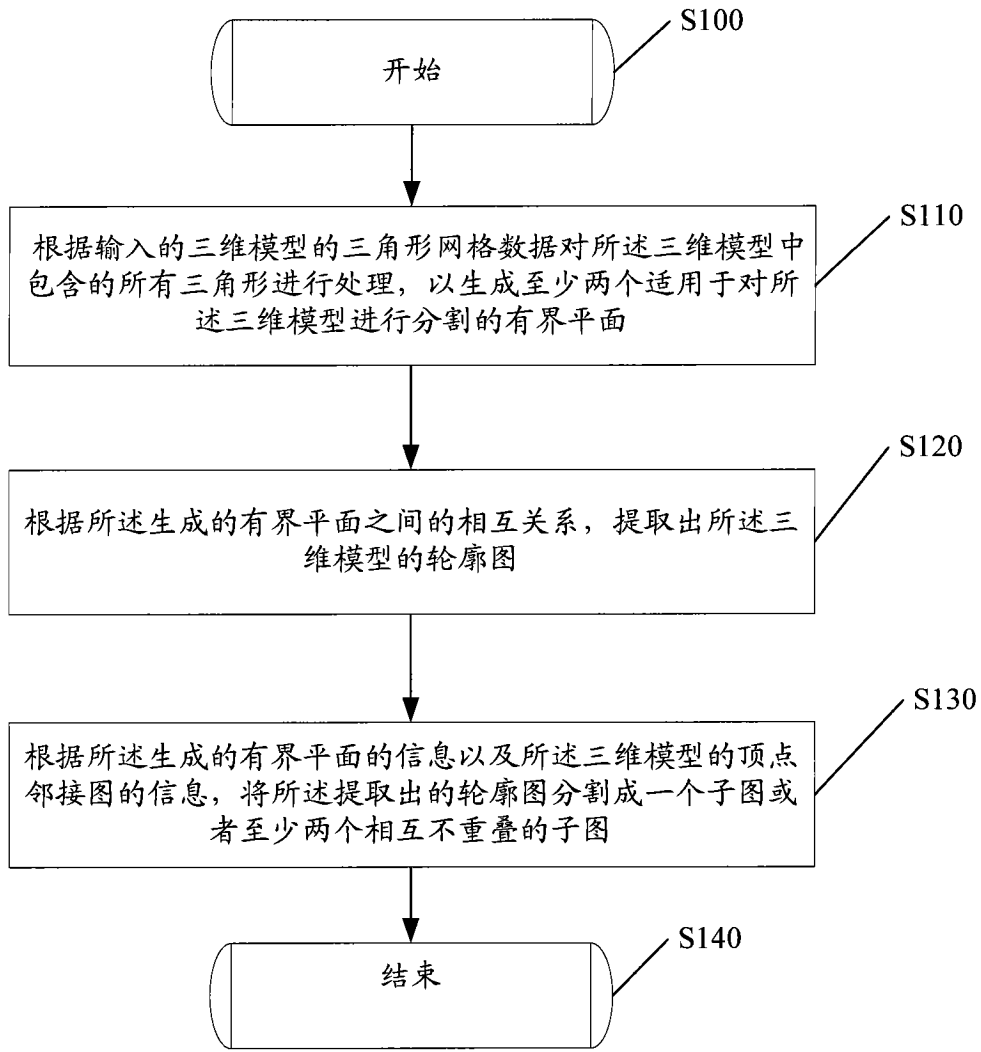 S100
开始
S110
根据输入的三维模型的三角形网格数据对所述三维模型中
包含的所有三角形进行处理，以生成至少两个适用于对所
述三维模型进行分割的有界平面
S120
根据所述生成的有界平面之间的相互关系，提取出所述三
维模型的轮廓图
S130
根据所述生成的有界平面的信息以及所述三维模型的顶点
邻接图的信息，将所述提取出的轮廓图分割成一个子图或
者至少两个相互不重叠的子图
S140
结束